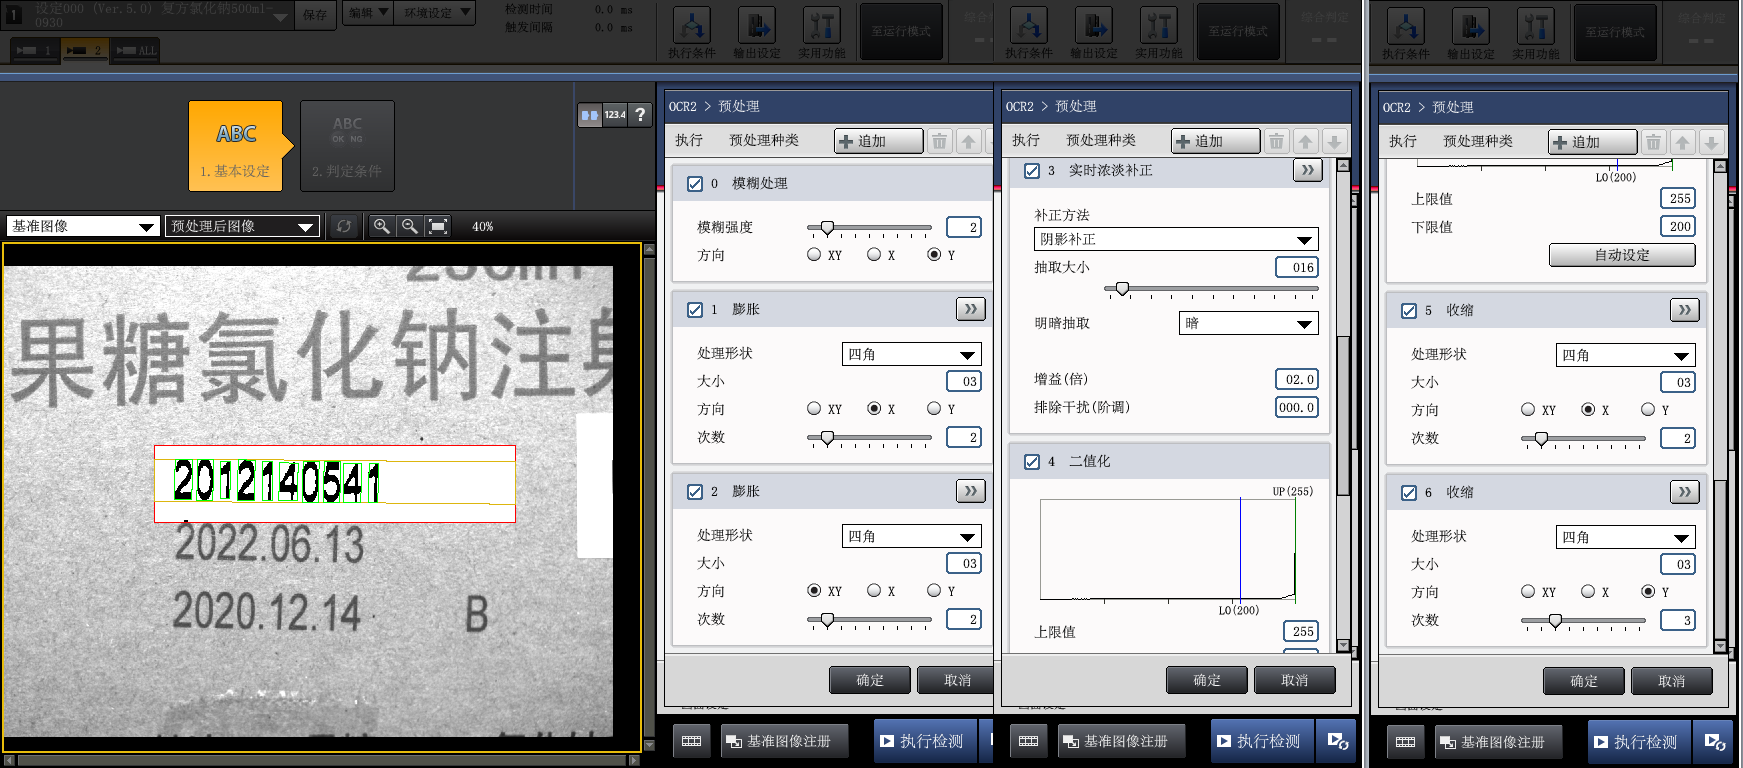 1
设定000 (Ver.5.0) 复方氯化钠500ml-
0930
保存
编辑
环境设定
检测时间 0.0 ms
触发间隔 0.0 ms
1 2 ALL
ABC
1.基本设定
ABC
OK NG
2.判定条件
123.4 ?
基准图像
预处理后图像
40%
果糖氯化钠注射
2012140541
2022.06.13
2020.12.14 B
执行条件 输出设定 实用功能 至运行模式 综合判定
--
OCR2 > 预处理
执行 预处理种类 追加
0 模糊处理
模糊强度 2
方向 XY X Y
1 膨胀
处理形状 四角
大小 03
方向 XY X Y
次数 2
2 膨胀
处理形状 四角
大小 03
方向 XY X Y
次数 2
确定 取消
基准图像注册 执行检测
执行条件 输出设定 实用功能 至运行模式 综合判定
--
OCR2 > 预处理
执行 预处理种类 追加
3 实时浓淡补正
补正方法
阴影补正
抽取大小 016
明暗抽取 暗
增益(倍) 02.0
排除干扰(阶调) 000.0
4 二值化
UP(255)
LO(200)
上限值 255
确定 取消
基准图像注册 执行检测
执行条件 输出设定 实用功能 至运行模式 综合判定
--
OCR2 > 预处理
执行 预处理种类 追加
LO(200)
上限值 255
下限值 200
自动设定
5 收缩
处理形状 四角
大小 03
方向 XY X Y
次数 2
6 收缩
处理形状 四角
大小 03
方向 XY X Y
次数 3
确定 取消
基准图像注册 执行检测